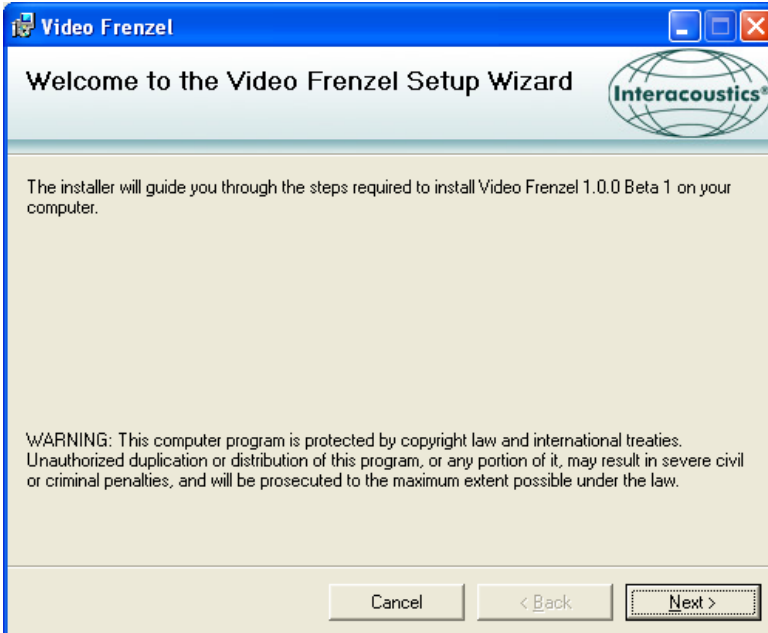 Video Frenzel
Welcome to the Video Frenzel Setup Wizard
Interacoustics®
The installer will guide you through the steps required to install Video Frenzel 1.0.0 Beta 1 on your
computer.
WARNING: This computer program is protected by copyright law and international treaties.
Unauthorized duplication or distribution of this program, or any portion of it, may result in severe civil
or criminal penalties, and will be prosecuted to the maximum extent possible under the law.
Cancel < Back Next >